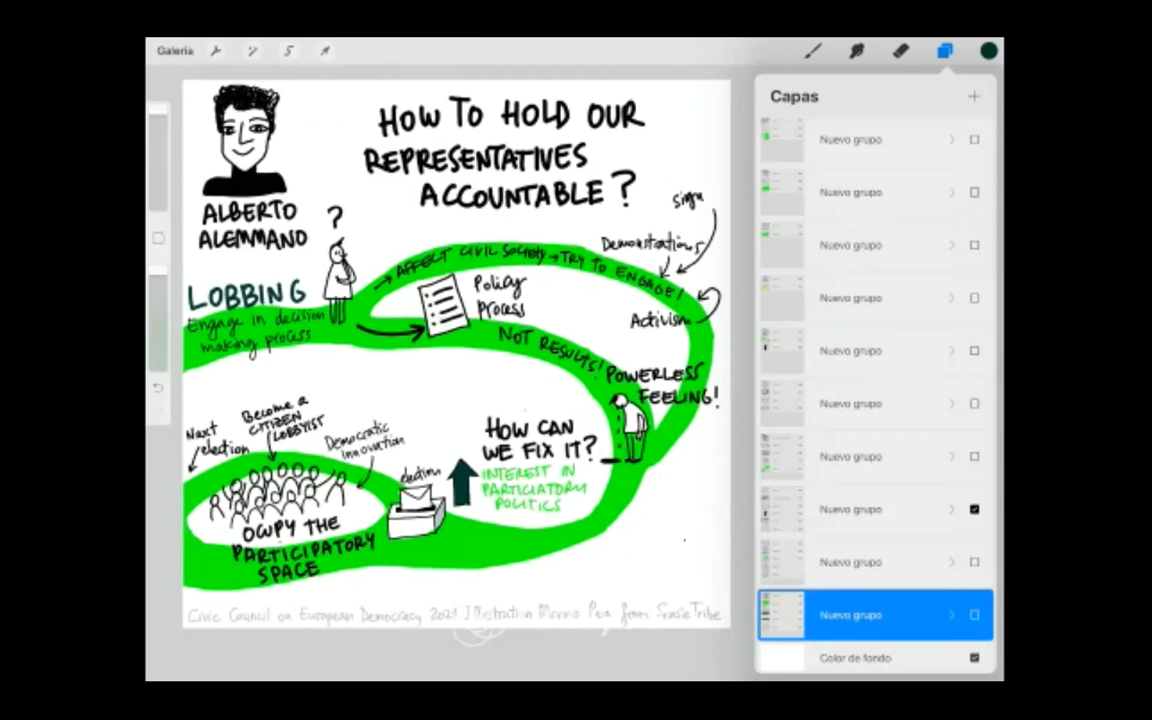 Galería
HOW TO HOLD OUR
REPRESENTATIVES
ACCOUNTABLE?
ALBERTO
ALEMMANO
?
LOBBING
Engage in decision
making process
→ AFFECT CIVIL SOCIETY → TRY TO ENGAGE!
sign
Demonstrations
Activism
Policy
Process
NOT RESULTS!
POWERLESS
FEELING!
HOW CAN
WE FIX IT?
INTEREST IN
POLITICS
Next
election
Become a
CITIZEN
LOBBYIST
Democratic
innovation
election
OCUPY THE
PARTICIPATORY
SPACE
Civic Council on European Democracy 2021 Illustration from SenseTribe
Capas
Nuevo grupo
Nuevo grupo
Nuevo grupo
Nuevo grupo
Nuevo grupo
Nuevo grupo
Nuevo grupo
Nuevo grupo
Nuevo grupo
Nuevo grupo
Color de fondo